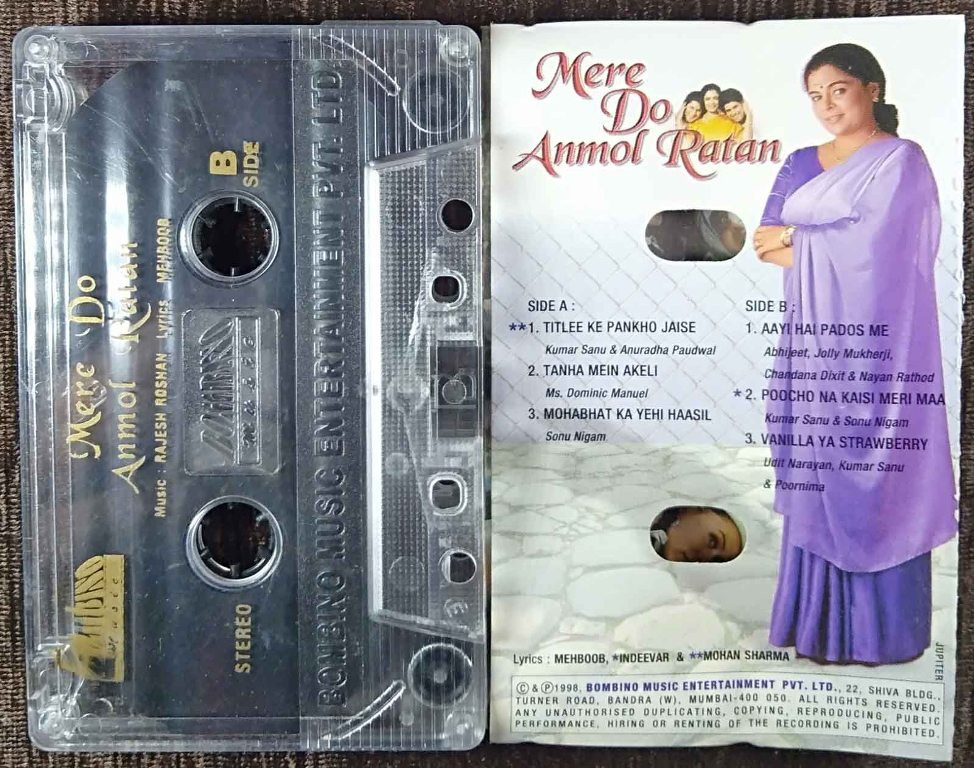 Mere Do
Anmol Ratan
Music : RAJESH ROSHAN Lyrics MEHBOOB
B
SIDE
STEREO
BOMBINO
MUSIC
BOMBINO
music
BOMBINO MUSIC ENTERTAINMENT PVT. LTD.
Mere
Do
Anmol Ratan
SIDE A :
**1. TITLEE KE PANKHO JAISE
Kumar Sanu & Anuradha Paudwal
2. TANHA MEIN AKELI
Ms. Dominic Manuel
3. MOHABHAT KA YEHI HAASIL
Sonu Nigam
SIDE B :
1. AAYI HAI PADOS ME
Abhijeet, Jolly Mukherji,
Chandana Dixit & Nayan Rathod
*2. POOCHO NA KAISI MERI MAA
Kumar Sanu & Sonu Nigam
3. VANILLA YA STRAWBERRY
Udit Narayan, Kumar Sanu
& Poornima
Lyrics : MEHBOOB, *INDEEVAR & **MOHAN SHARMA
JUPITER
© & ℗ 1998, BOMBINO MUSIC ENTERTAINMENT PVT. LTD., 22, SHIVA BLDG.,
TURNER ROAD, BANDRA (W), MUMBAI-400 050. ALL RIGHTS RESERVED.
ANY UNAUTHORISED DUPLICATING, COPYING, REPRODUCING, PUBLIC
PERFORMANCE, HIRING OR RENTING OF THE RECORDING IS PROHIBITED.